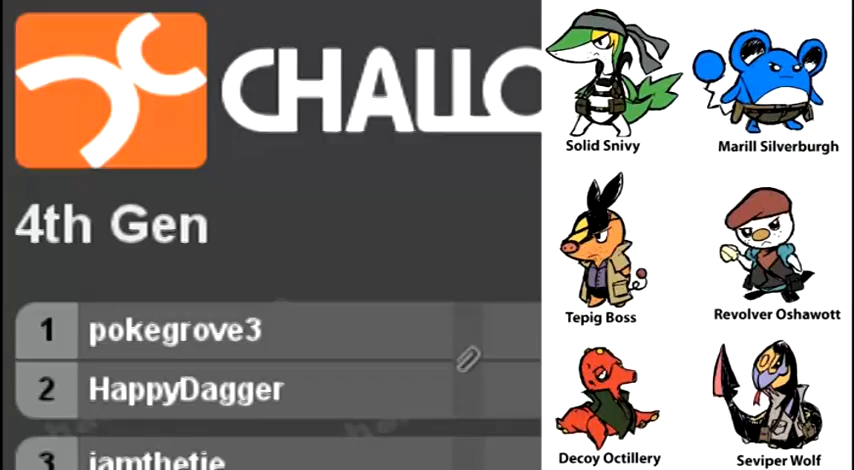 CHALLO
4th Gen
1 pokegrove3
2 HappyDagger
3 iamthetie
Solid Snivy
Marill Silverburgh
Tepig Boss
Revolver Oshawott
Decoy Octillery
Seviper Wolf